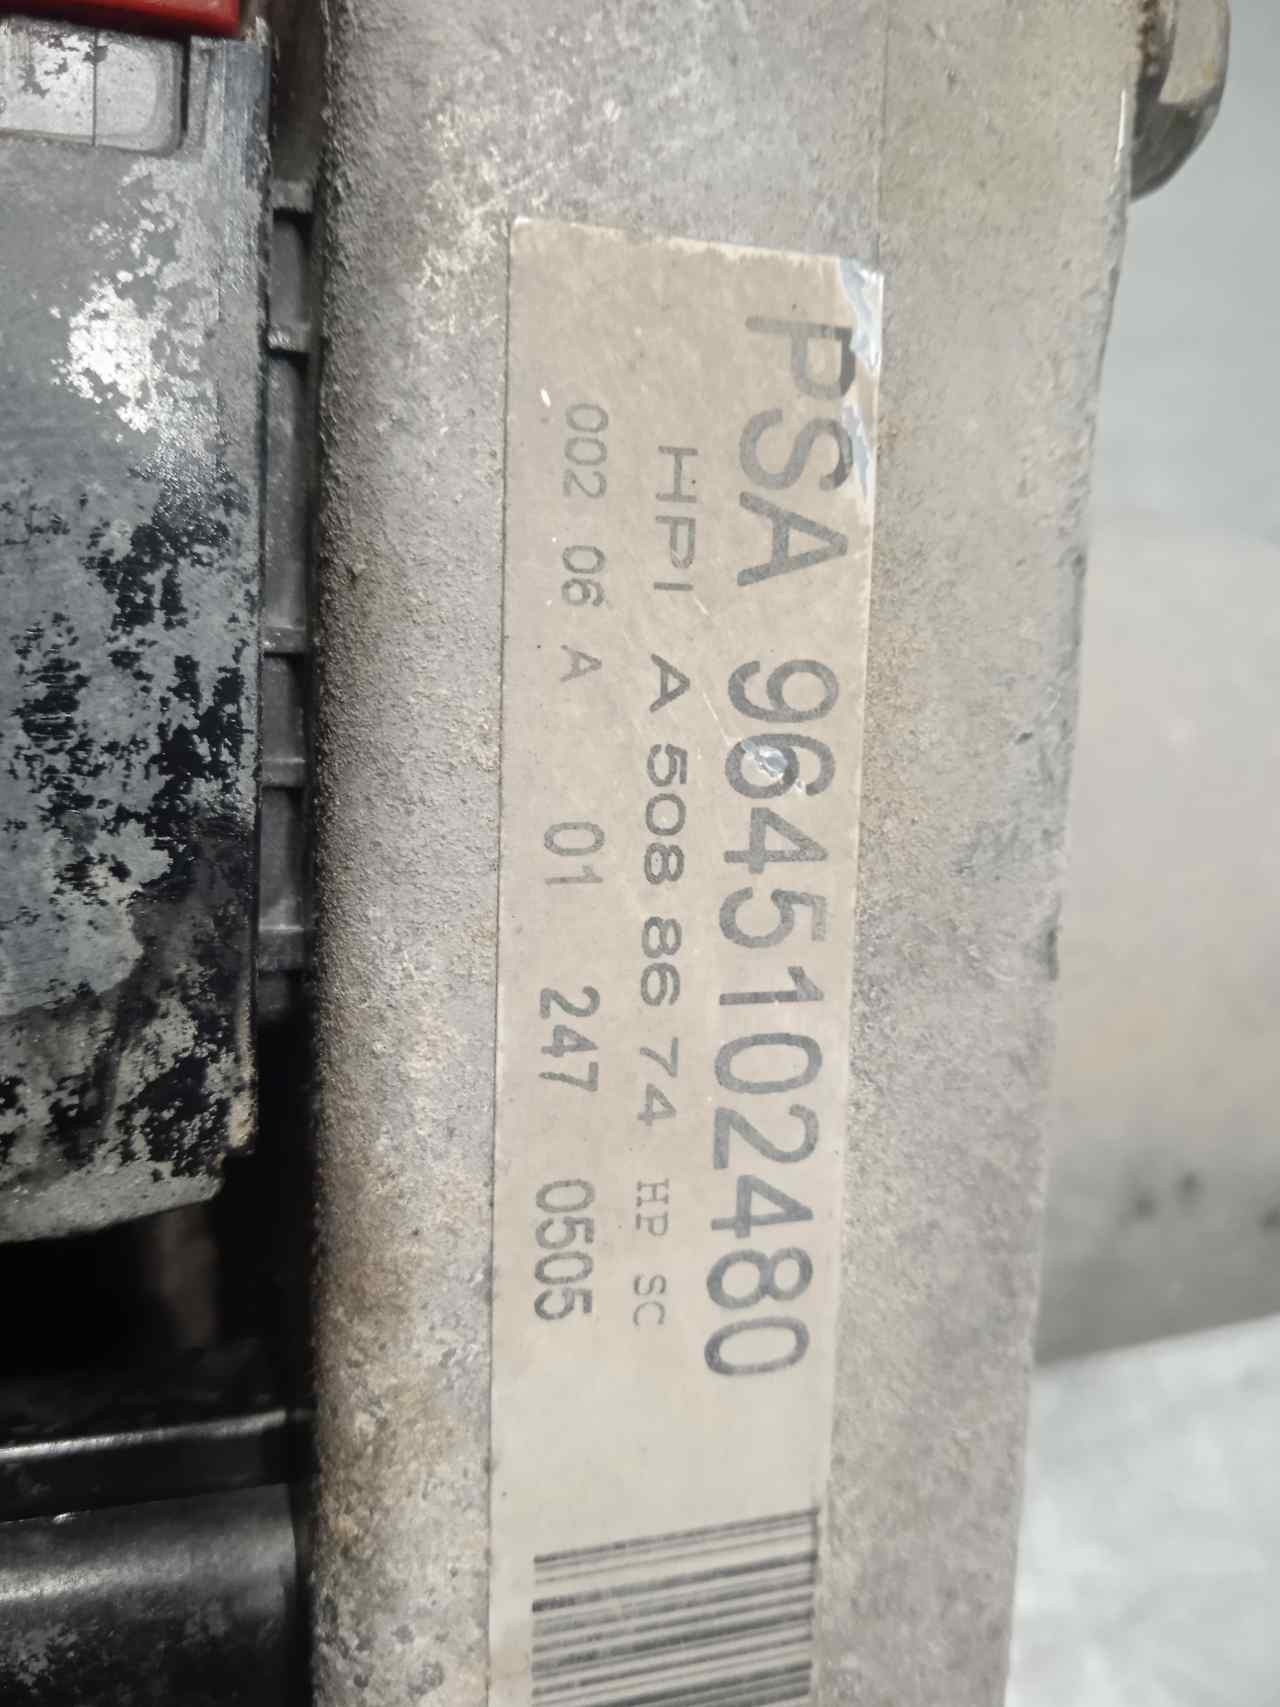 PSA 9645102480
HPI A 508 86 74 HP SC
002 06 A 01 247 0505